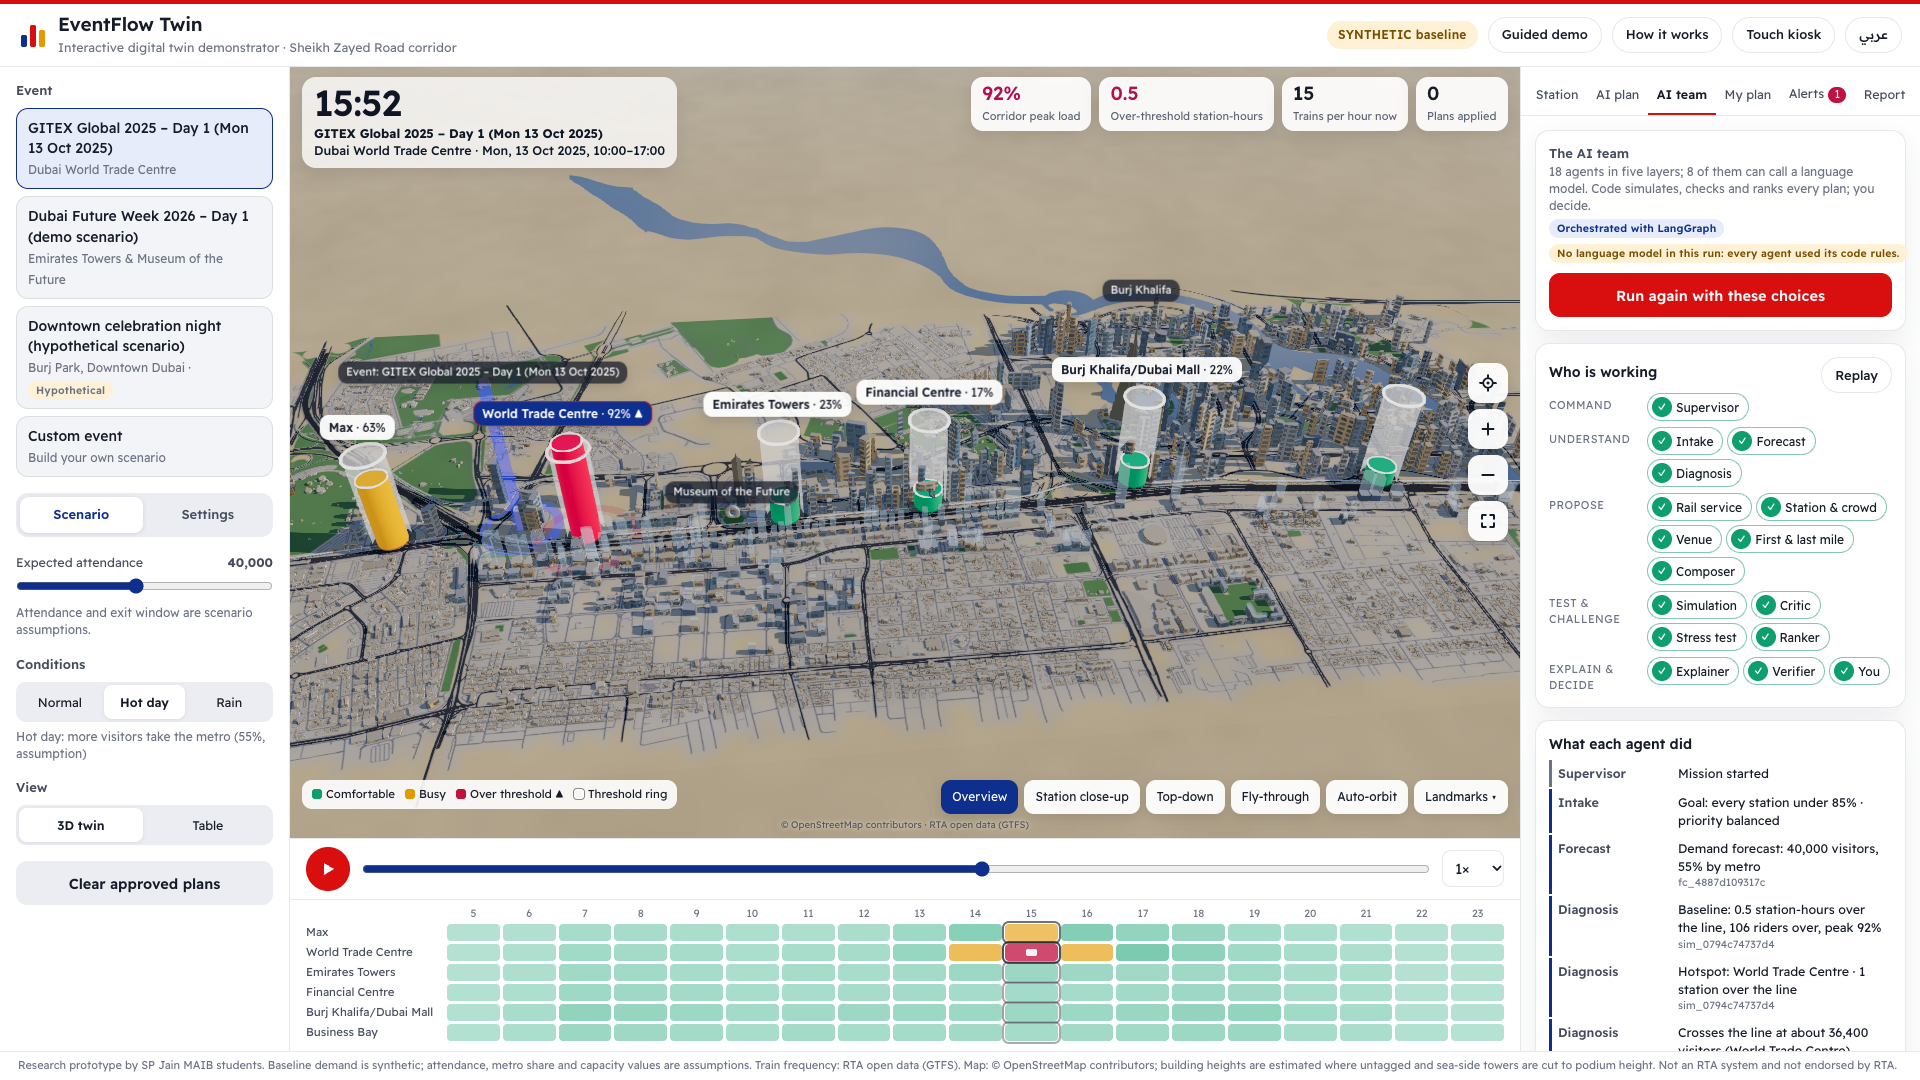 EventFlow Twin
Interactive digital twin demonstrator · Sheikh Zayed Road corridor
SYNTHETIC baseline
Guided demo
How it works
Touch kiosk
عربي
Event
GITEX Global 2025 – Day 1 (Mon
13 Oct 2025)
Dubai World Trade Centre
Dubai Future Week 2026 – Day 1
(demo scenario)
Emirates Towers & Museum of the
Future
Downtown celebration night
(hypothetical scenario)
Burj Park, Downtown Dubai ·
Hypothetical
Custom event
Build your own scenario
Scenario
Settings
Expected attendance
40,000
Attendance and exit window are scenario
assumptions.
Conditions
Normal
Hot day
Rain
Hot day: more visitors take the metro (55%,
assumption)
View
3D twin
Table
Clear approved plans
15:52
GITEX Global 2025 – Day 1 (Mon 13 Oct 2025)
Dubai World Trade Centre · Mon, 13 Oct 2025, 10:00–17:00
92%
Corridor peak load
0.5
Over-threshold station-hours
15
Trains per hour now
0
Plans applied
Burj Khalifa
Event: GITEX Global 2025 – Day 1 (Mon 13 Oct 2025)
Burj Khalifa/Dubai Mall · 22%
Financial Centre · 17%
Emirates Towers · 23%
World Trade Centre · 92% ▲
Max · 63%
Museum of the Future
+
−
Comfortable
Busy
Over threshold ▲
Threshold ring
Overview
Station close-up
Top-down
Fly-through
Auto-orbit
Landmarks ▾
© OpenStreetMap contributors · RTA open data (GTFS)
1×
5 6 7 8 9 10 11 12 13 14 15 16 17 18 19 20 21 22 23
Max
World Trade Centre
Emirates Towers
Financial Centre
Burj Khalifa/Dubai Mall
Business Bay
Station
AI plan
AI team
My plan
Alerts 1
Report
The AI team
18 agents in five layers; 8 of them can call a language
model. Code simulates, checks and ranks every plan; you
decide.
Orchestrated with LangGraph
No language model in this run: every agent used its code rules.
Run again with these choices
Who is working
Replay
COMMAND
Supervisor
UNDERSTAND
Intake
Forecast
Diagnosis
PROPOSE
Rail service
Station & crowd
Venue
First & last mile
Composer
TEST &
CHALLENGE
Simulation
Critic
Stress test
Ranker
EXPLAIN &
DECIDE
Explainer
Verifier
You
What each agent did
Supervisor
Mission started
Intake
Goal: every station under 85% ·
priority balanced
Forecast
Demand forecast: 40,000 visitors,
55% by metro
fc_4887d109317c
Diagnosis
Baseline: 0.5 station-hours over
the line, 106 riders over, peak 92%
sim_0794c74737d4
Diagnosis
Hotspot: World Trade Centre · 1
station over the line
sim_0794c74737d4
Diagnosis
Crosses the line at about 36,400
visitors (World Trade Centre)
Research prototype by SP Jain MAIB students. Baseline demand is synthetic; attendance, metro share and capacity values are assumptions. Train frequency: RTA open data (GTFS). Map: © OpenStreetMap contributors; building heights are estimated where untagged and sea-side towers are cut to podium height. Not an RTA system and not endorsed by RTA.